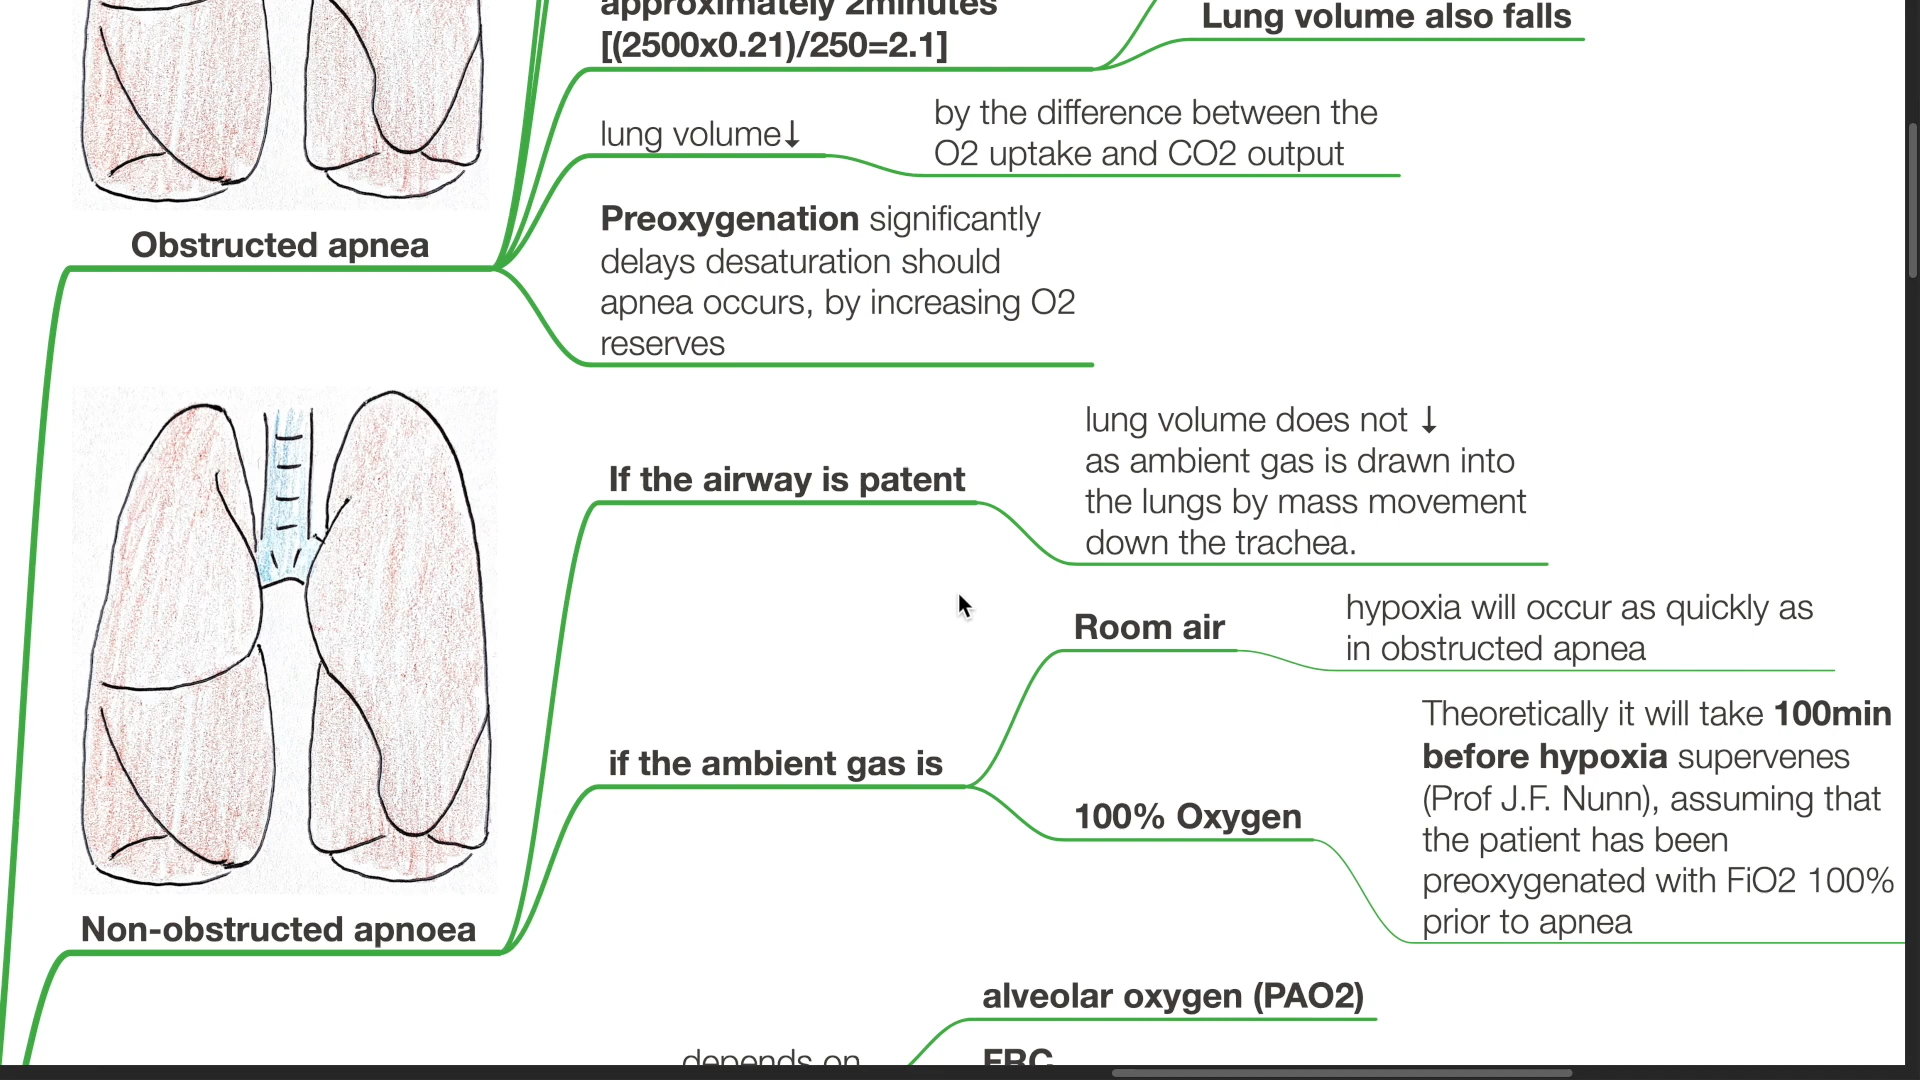 approximately 2minutes
[(2500x0.21)/250=2.1]
Lung volume also falls
lung volume↓
by the difference between the
O2 uptake and CO2 output
Obstructed apnea
Preoxygenation significantly
delays desaturation should
apnea occurs, by increasing O2
reserves
If the airway is patent
lung volume does not ↓
as ambient gas is drawn into
the lungs by mass movement
down the trachea.
if the ambient gas is
Room air
hypoxia will occur as quickly as
in obstructed apnea
100% Oxygen
Theoretically it will take 100min
before hypoxia supervenes
(Prof J.F. Nunn), assuming that
the patient has been
preoxygenated with FiO2 100%
prior to apnea
Non-obstructed apnoea
depends on
alveolar oxygen (PAO2)
FRC